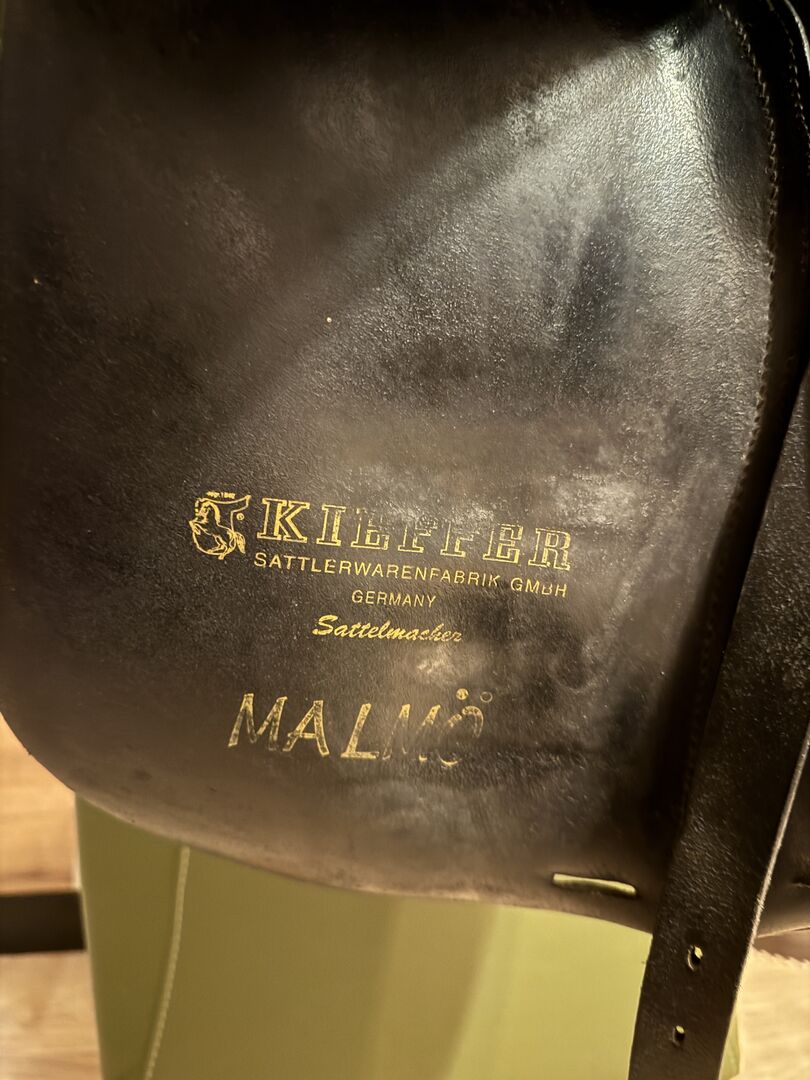 KIEFFER
SATTLERWARENFABRIK GMBH
GERMANY
Sattelmacher
MALMÖ